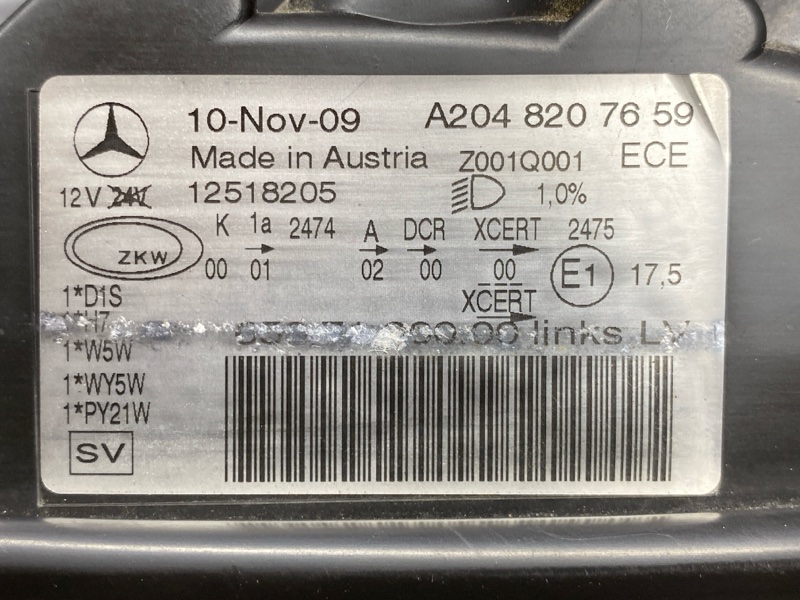 10-Nov-09 A204 820 76 59
Made in Austria Z001Q001 ECE
12V 24V 12518205 1,0%
K 1a 2474 A DCR XCERT 2475
ZKW 00 01 02 00 00 E1 17,5
XCERT
1*D1S
1*H7
links LV
1*W5W
1*WY5W
1*PY21W
SV